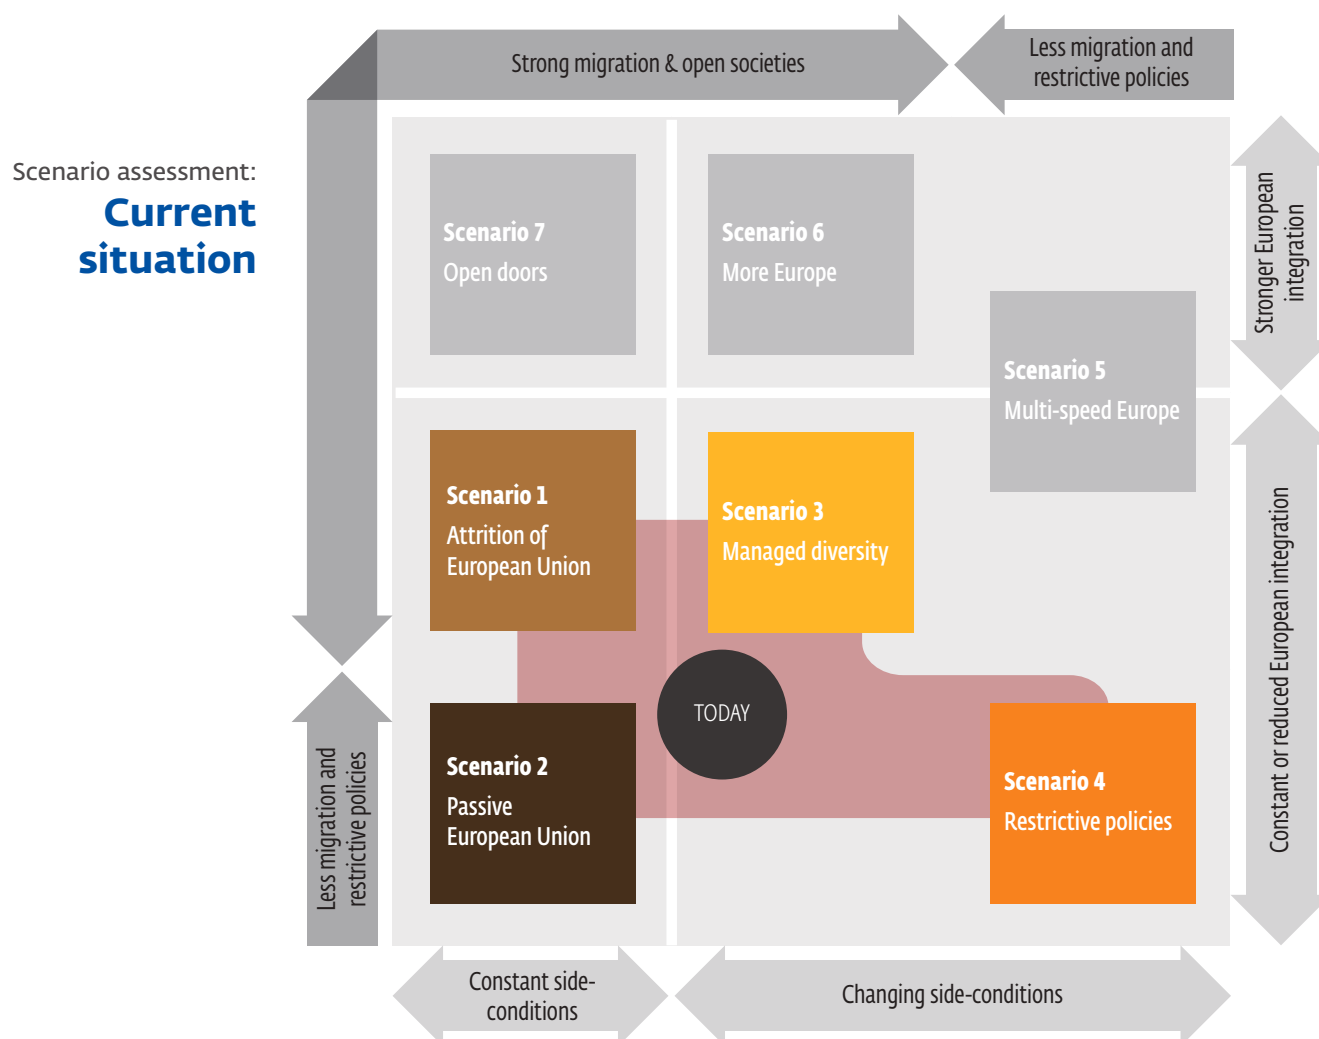 Strong migration & open societies
Less migration and
restrictive policies
Scenario assessment:
Current
situation
Scenario 7
Open doors
Scenario 6
More Europe
Stronger European
integration
Scenario 5
Multi-speed Europe
Scenario 1
Attrition of
European Union
Scenario 3
Managed diversity
Constant or reduced European integration
TODAY
Less migration and
restrictive policies
Scenario 2
Passive
European Union
Scenario 4
Restrictive policies
Constant side-
conditions
Changing side-conditions